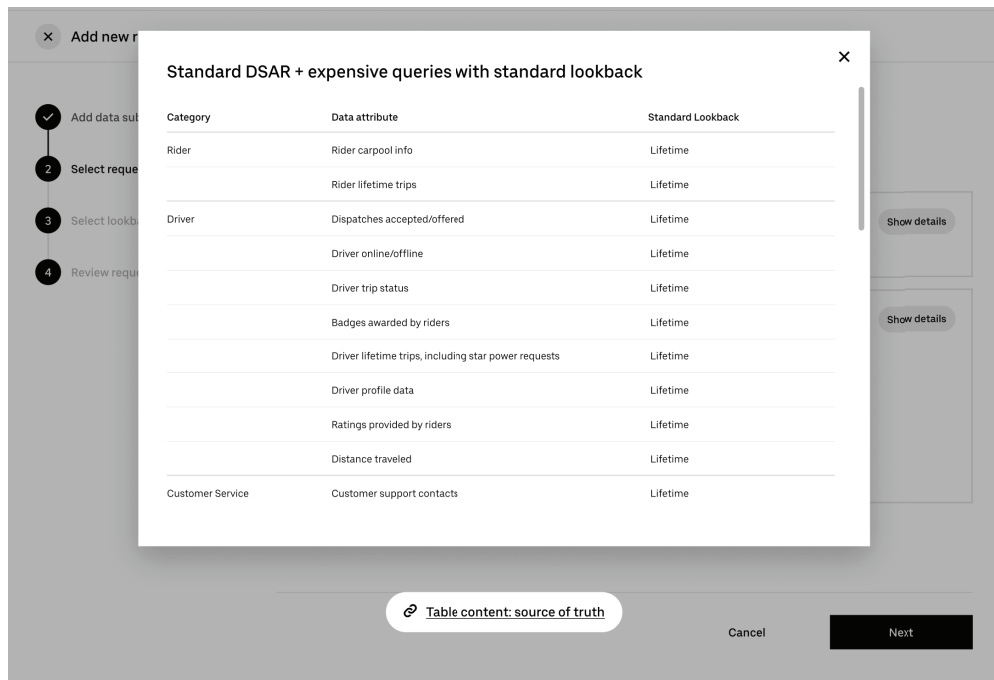 Add new r
Standard DSAR + expensive queries with standard lookback
Add data sub
Category Data attribute Standard Lookback
Rider Rider carpool info Lifetime
2 Select reque
Rider lifetime trips Lifetime
3 Select lookb
Driver Dispatches accepted/offered Lifetime
Show details
Driver online/offline Lifetime
4 Review requ
Driver trip status Lifetime
Badges awarded by riders Lifetime
Show details
Driver lifetime trips, including star power requests Lifetime
Driver profile data Lifetime
Ratings provided by riders Lifetime
Distance traveled Lifetime
Customer Service Customer support contacts Lifetime
Table content: source of truth
Cancel Next